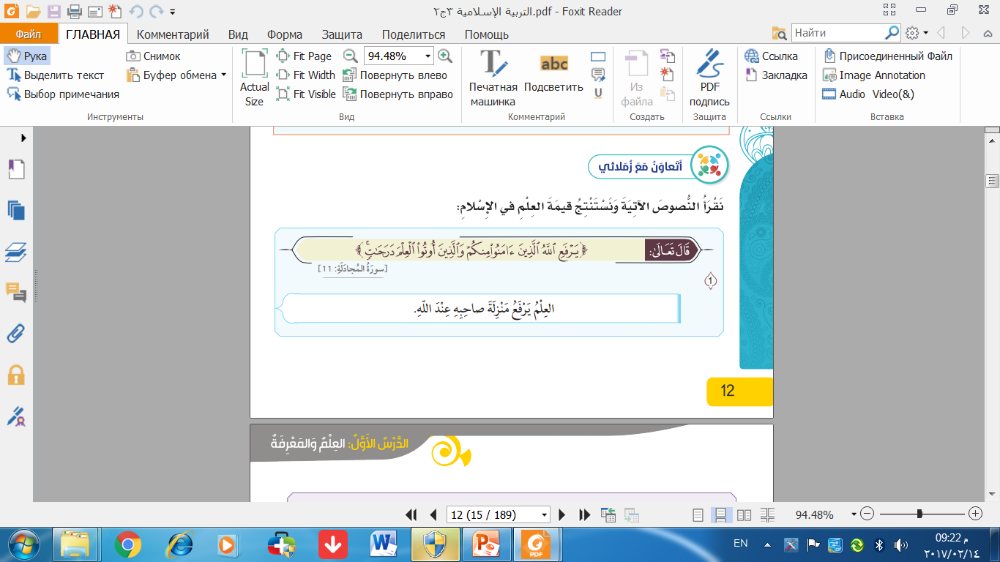 التربية الإسلامية ٣ج٢.pdf - Foxit Reader
Файл ГЛАВНАЯ Комментарий Вид Форма Защита Поделиться Помощь
Найти
Рука
Выделить текст
Выбор примечания
Снимок
Буфер обмена
Инструменты
Actual
Size
Fit Page
Fit Width
Fit Visible
94.48%
Повернуть влево
Повернуть вправо
Вид
Печатная
машинка
Подсветить
Комментарий
Из
файла
Создать
PDF
подпись
Защита
Ссылка
Закладка
Ссылки
Присоединенный Файл
Image Annotation
Audio Video(&)
Вставка
أَتَعاوَنُ مَعَ زُمَلائي
نَقْرَأُ النُّصوصَ الآتِيَةَ وَنَسْتَنْتِجُ قيمَةَ العِلْمِ في الإِسْلامِ:
قَالَ تَعَالَىٰ: ﴿يَرْفَعِ ٱللَّهُ ٱلَّذِينَ ءَامَنُوا۟ مِنكُمْ وَٱلَّذِينَ أُوتُوا۟ ٱلْعِلْمَ دَرَجَـٰتٍۢ ۚ﴾
[سورَةُ المُجادَلَةِ: 11]
1
العِلْمُ يَرْفَعُ مَنْزِلَةَ صاحِبِهِ عِنْدَ اللّهِ.
12
الدَّرْسُ الأَوَّلُ: العِلْمُ وَالمَعْرِفَةُ
12 (15 / 189)
94.48%
EN
09:22 م
٢٠١٧/٠٢/١٤